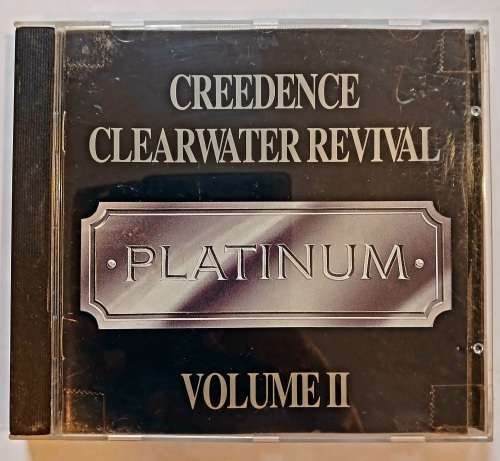 CREEDENCE
CLEARWATER REVIVAL
· PLATINUM ·
VOLUME II